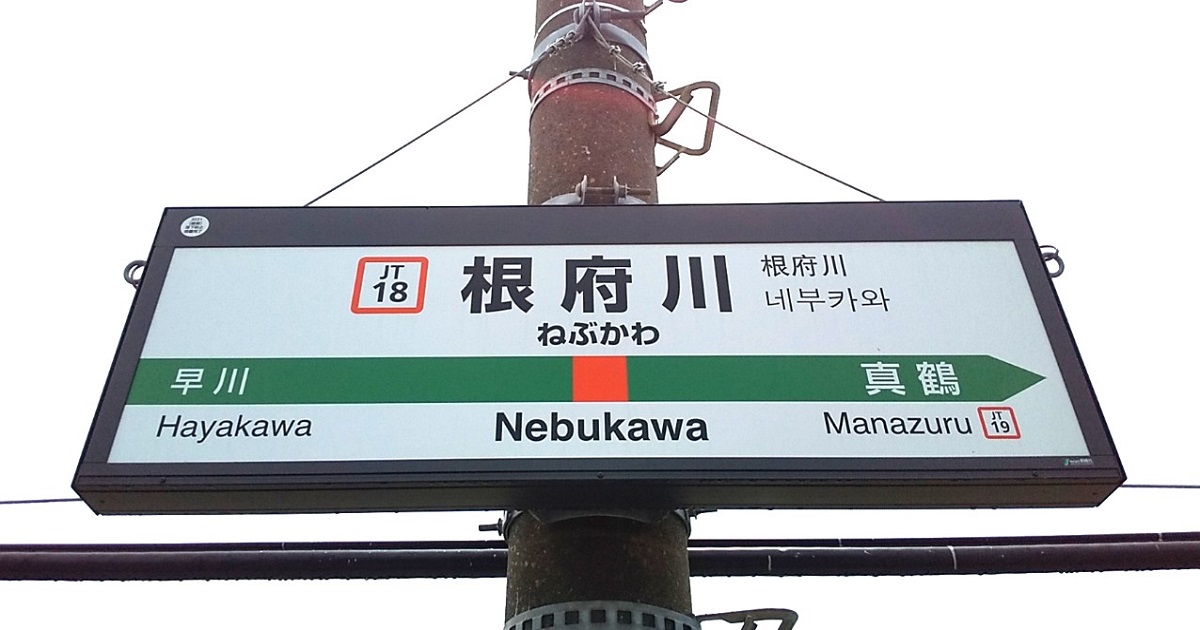 JT
18
根府川
根府川
네부카와
ねぶかわ
早川
真鶴
Hayakawa
Nebukawa
Manazuru
JT
19